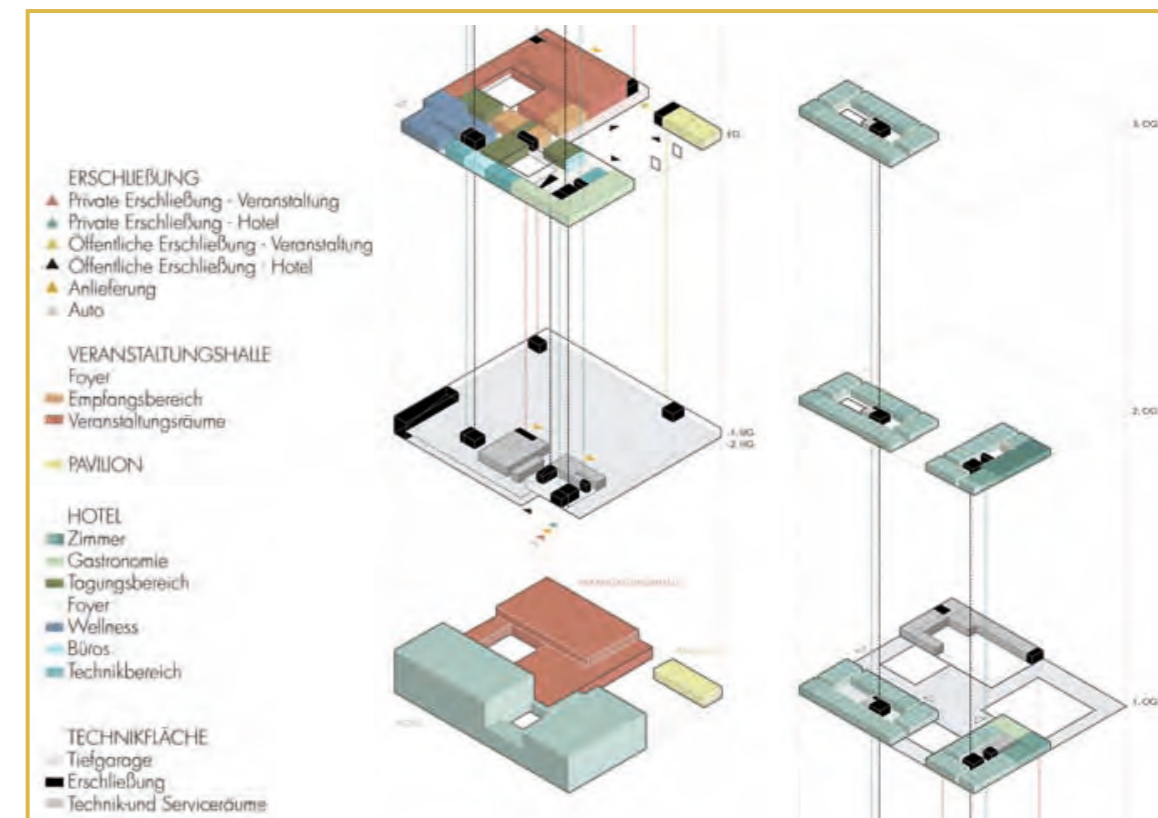 ERSCHLIEẞUNG
Private Erschließung - Veranstaltung
Private Erschließung - Hotel
Öffentliche Erschließung - Veranstaltung
Öffentliche Erschließung - Hotel
Anlieferung
Auto
VERANSTALTUNGSHALLE
Foyer
Empfangsbereich
Veranstaltungsräume
PAVILION
HOTEL
Zimmer
Gastronomie
Tagungsbereich
Foyer
Wellness
Büros
Technikbereich
TECHNIKFLÄCHE
Tiefgarage
Erschließung
Technik-und Serviceräume
EG
-1. UG
-2. UG
3. OG
2. OG
1. OG